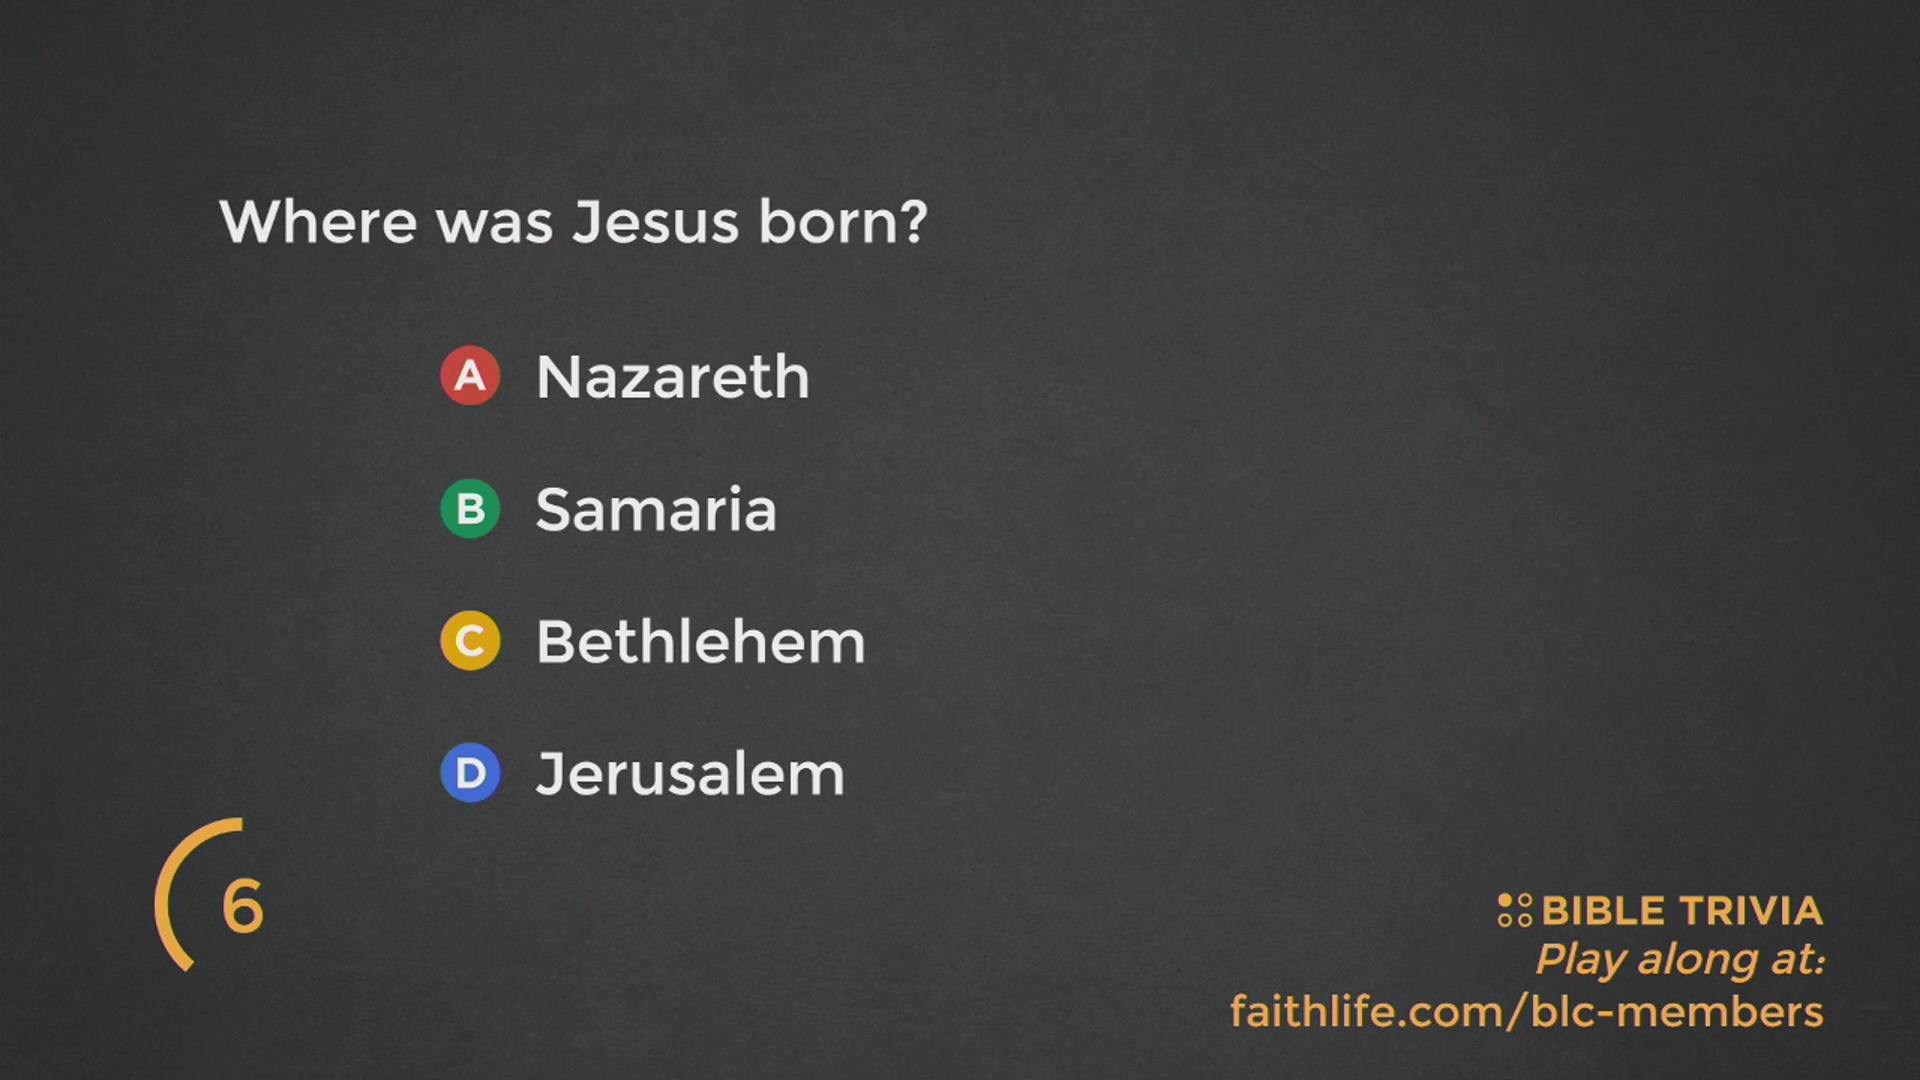 Where was Jesus born?
A Nazareth
B Samaria
C Bethlehem
D Jerusalem
6
BIBLE TRIVIA
Play along at:
faithlife.com/blc-members